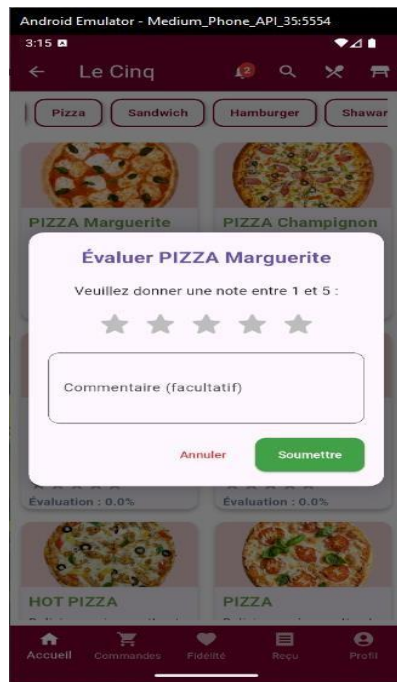 Android Emulator - Medium_Phone_API_35:5554
3:15
Le Cinq
2
Pizza
Sandwich
Hamburger
Shawar
PIZZA Marguerite
PIZZA Champignon
Évaluer PIZZA Marguerite
Veuillez donner une note entre 1 et 5 :
Commentaire (facultatif)
Annuler
Soumettre
Évaluation : 0.0%
Évaluation : 0.0%
HOT PIZZA
PIZZA
Accueil
Commandes
Fidélité
Reçu
Profil